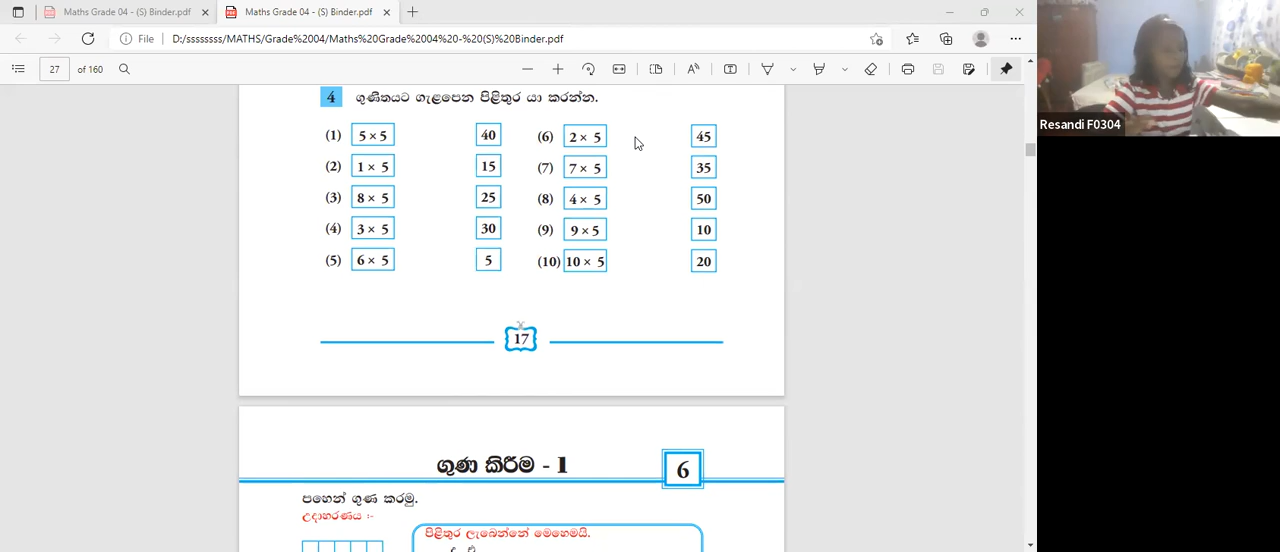 Maths Grade 04 - (S) Binder.pdf
Maths Grade 04 - (S) Binder.pdf
File D:/ssssssss/MATHS/Grade%2004/Maths%20Grade%2004%20-%20(S)%20Binder.pdf
27 of 160
Resandi F0304
4 ගුණිතයට ගැළපෙන පිළිතුර යා කරන්න.
(1) 5 × 5 40 (6) 2 × 5 45
(2) 1 × 5 15 (7) 7 × 5 35
(3) 8 × 5 25 (8) 4 × 5 50
(4) 3 × 5 30 (9) 9 × 5 10
(5) 6 × 5 5 (10) 10 × 5 20
17
ගුණ කිරීම - 1 6
පහෙන් ගුණ කරමු.
උදාහරණය :-
පිළිතුර ලැබෙන්නේ මෙහෙමයි.